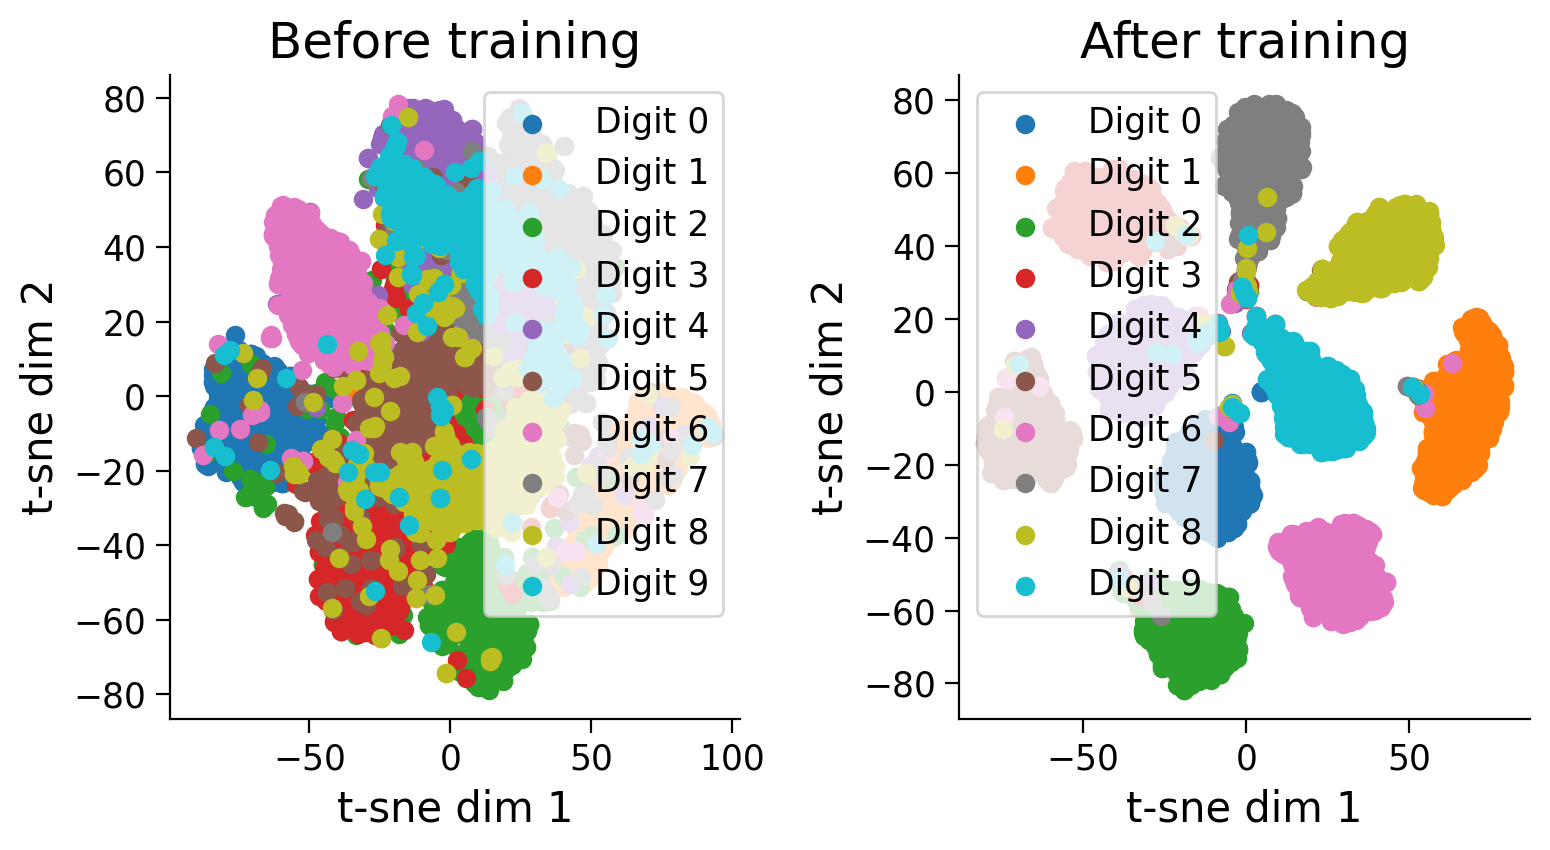 Before training
80
60
40
20
0
−20
−40
−60
−80
−50
0
50
100
t-sne dim 1
t-sne dim 2
Digit 0
Digit 1
Digit 2
Digit 3
Digit 4
Digit 5
Digit 6
Digit 7
Digit 8
Digit 9
After training
80
60
40
20
0
−20
−40
−60
−80
−50
0
50
t-sne dim 1
t-sne dim 2
Digit 0
Digit 1
Digit 2
Digit 3
Digit 4
Digit 5
Digit 6
Digit 7
Digit 8
Digit 9